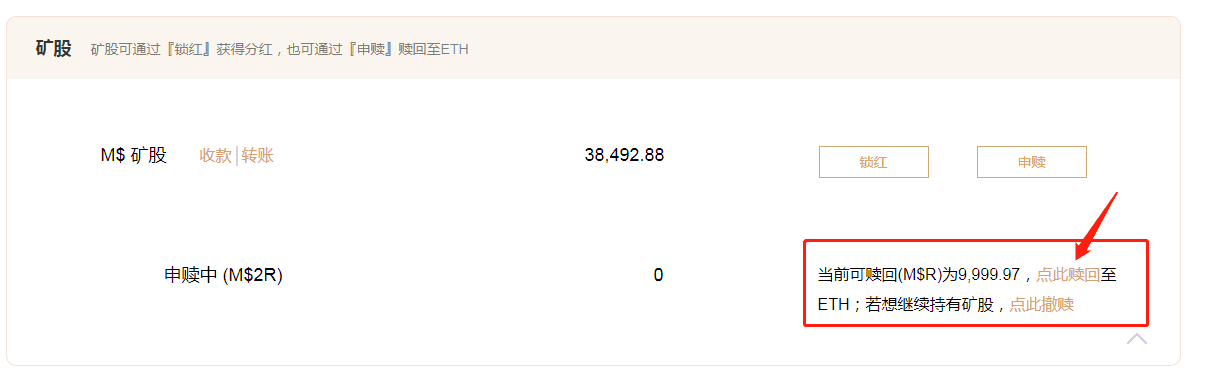 矿股 矿股可通过『锁红』获得分红，也可通过『申赎』赎回至ETH
M$ 矿股 收款|转账 38,492.88 锁红 申赎
申赎中 (M$2R) 0 当前可赎回(M$R)为9,999.97，点此赎回至
ETH；若想继续持有矿股，点此撤赎